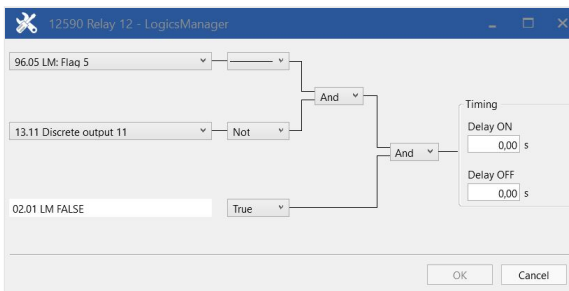 12590 Relay 12 - LogicsManager
96.05 LM: Flag 5
And
Timing
Delay ON
13.11 Discrete output 11 Not
0,00 s
And
Delay OFF
0,00 s
02.01 LM FALSE True
OK Cancel